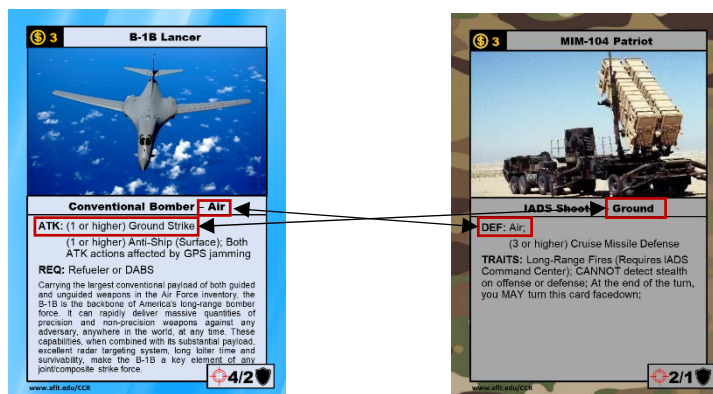 $ 3 B-1B Lancer
Conventional Bomber – Air
ATK: (1 or higher) Ground Strike
(1 or higher) Anti-Ship (Surface); Both
ATK actions affected by GPS jamming
REQ: Refueler or DABS
Carrying the largest conventional payload of both guided
and unguided weapons in the Air Force inventory, the
B-1B is the backbone of America's long-range bomber
force. It can rapidly deliver massive quantities of
precision and non-precision weapons against any
adversary, anywhere in the world, at any time. These
capabilities, when combined with its substantial payload,
excellent radar targeting system, long loiter time and
survivability, make the B-1B a key element of any
joint/composite strike force.
4/2
www.afit.edu/CCR
$ 3 MIM-104 Patriot
IADS Shooter – Ground
DEF: Air;
(3 or higher) Cruise Missile Defense
TRAITS: Long-Range Fires (Requires IADS
Command Center); CANNOT detect stealth
on offense or defense; At the end of the turn,
you MAY turn this card facedown;
2/1
www.afit.edu/CCR